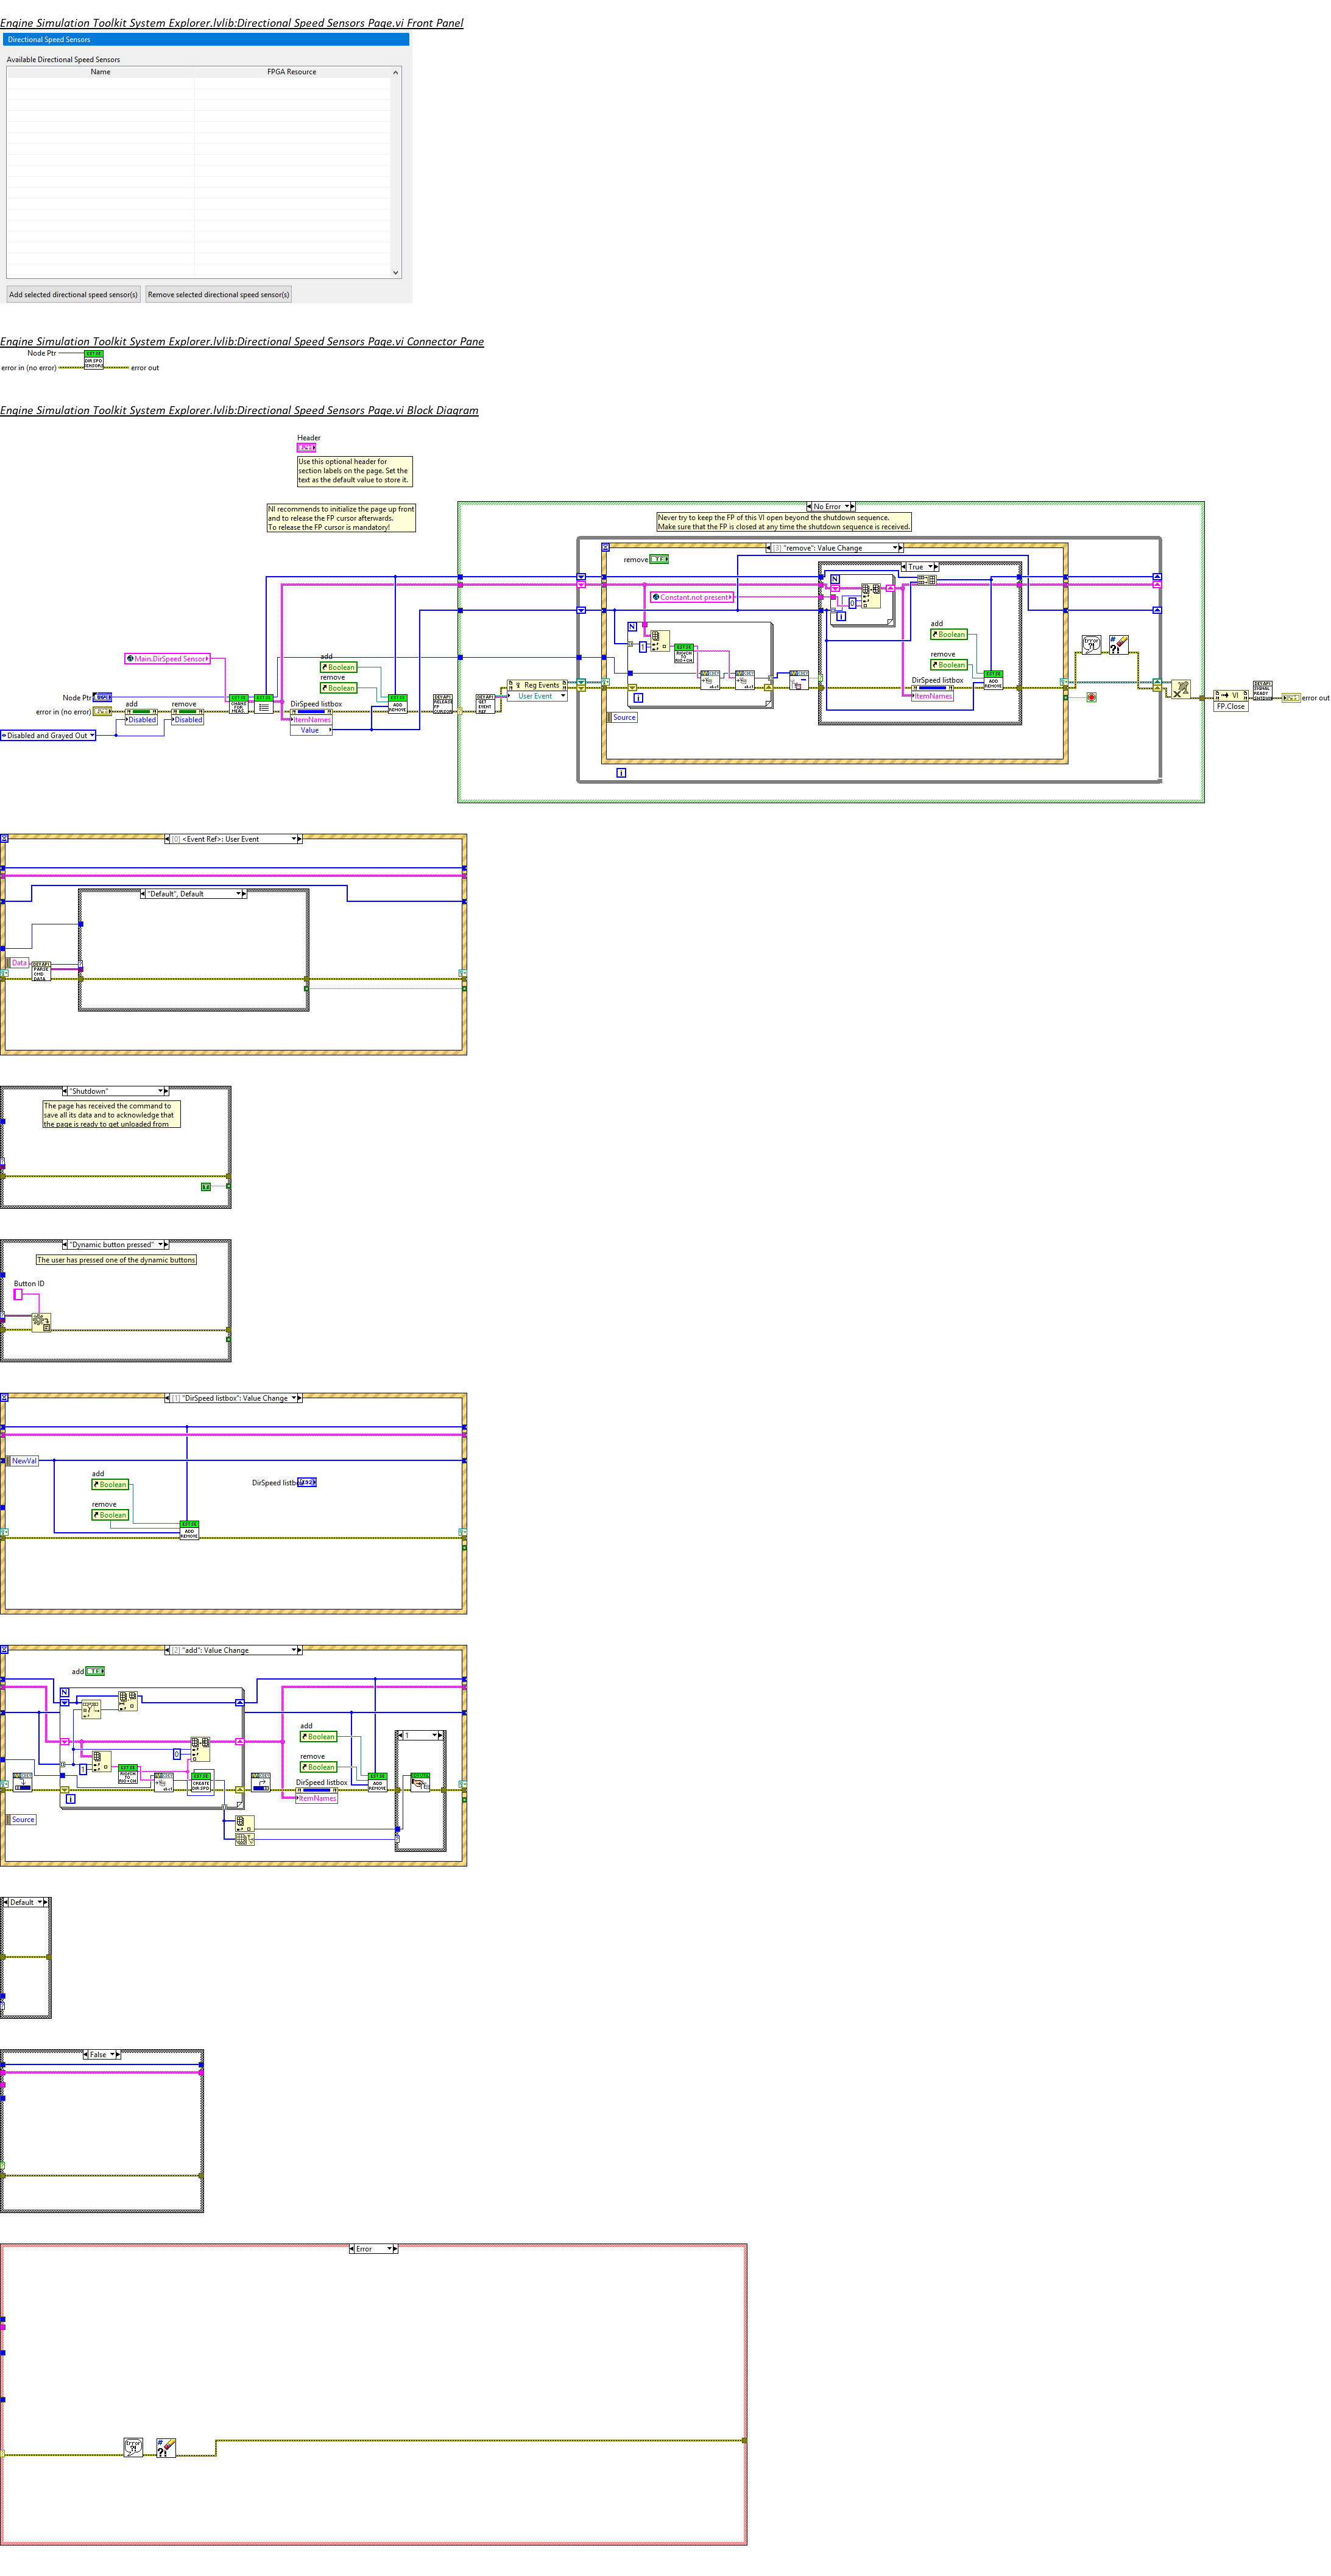 Engine Simulation Toolkit System Explorer.lvlib:Directional Speed Sensors Page.vi Front Panel
Directional Speed Sensors
Available Directional Speed Sensors
Name FPGA Resource
Add selected directional speed sensor(s) Remove selected directional speed sensor(s)
Engine Simulation Toolkit System Explorer.lvlib:Directional Speed Sensors Page.vi Connector Pane
Node Ptr
error in (no error) error out
Engine Simulation Toolkit System Explorer.lvlib:Directional Speed Sensors Page.vi Block Diagram
Header
Use this optional header for
section labels on the page. Set the
text as the default value to store it.
NI recommends to initialize the page up front
and to release the FP cursor afterwards.
To release the FP cursor is mandatory!
No Error
Never try to keep the FP of this VI open beyond the shutdown sequence.
Make sure that the FP is closed at any time the shutdown sequence is received.
[3] "remove": Value Change
remove
True
Constant.not present
add
Boolean
remove
Boolean
DirSpeed listbox
ItemNames
ADD
REMOVE
Source
Main.DirSpeed Sensor
add
Boolean
remove
Boolean
Node Ptr
error in (no error)
add
Disabled
remove
Disabled
Disabled and Grayed Out
DirSpeed listbox
ItemNames
Value
ADD
REMOVE
Reg Events
User Event
VI
FP.Close
error out
[0] <Event Ref>: User Event
"Default", Default
Data
PARSE
CMD
DATA
"Shutdown"
The page has received the command to
save all its data and to acknowledge that
the page is ready to get unloaded from
"Dynamic button pressed"
The user has pressed one of the dynamic buttons
Button ID
[1] "DirSpeed listbox": Value Change
NewVal
add
Boolean
DirSpeed
remove
Boolean
ADD
REMOVE
[2] "add": Value Change
add
add
Boolean
remove
Boolean
DirSpeed listbox
ItemNames
ADD
REMOVE
1
Source
Default
False
Error